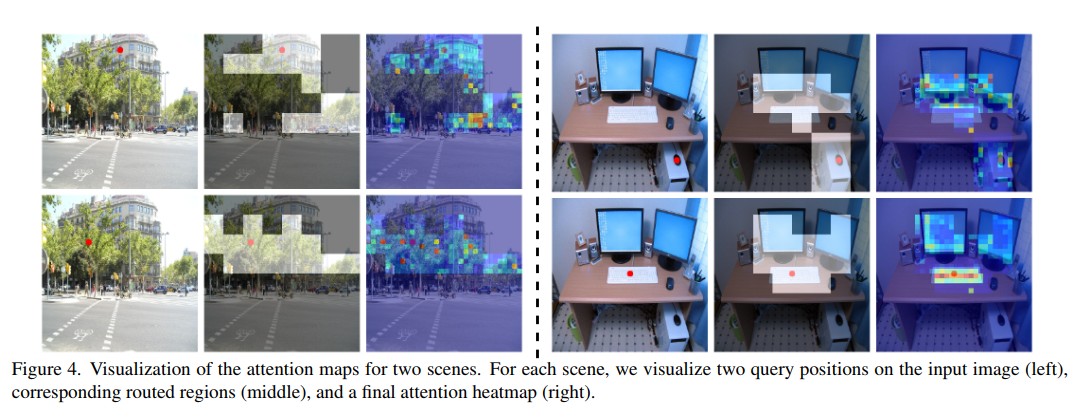 Figure 4. Visualization of the attention maps for two scenes. For each scene, we visualize two query positions on the input image (left),
corresponding routed regions (middle), and a final attention heatmap (right).